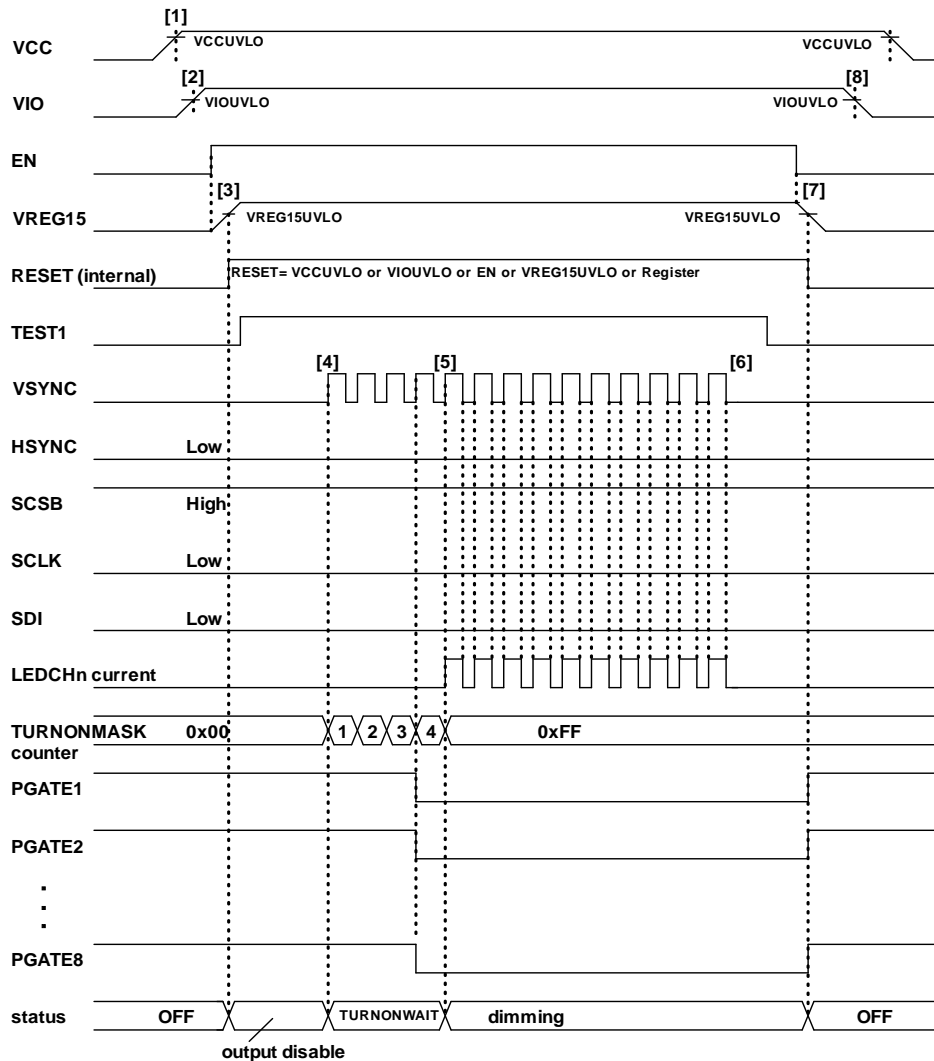 [1]
VCC VCCUVLO VCCUVLO
[2] [8]
VIO VIOUVLO VIOUVLO
EN
[3] [7]
VREG15 VREG15UVLO VREG15UVLO
RESET (internal) RESET= VCCUVLO or VIOUVLO or EN or VREG15UVLO or Register
TEST1
[4] [5] [6]
VSYNC
HSYNC Low
SCSB High
SCLK Low
SDI Low
LEDCHn current
TURNONMASK 0x00 1 2 3 4 0xFF
counter
PGATE1
PGATE2
PGATE8
status OFF TURNONWAIT dimming OFF
output disable